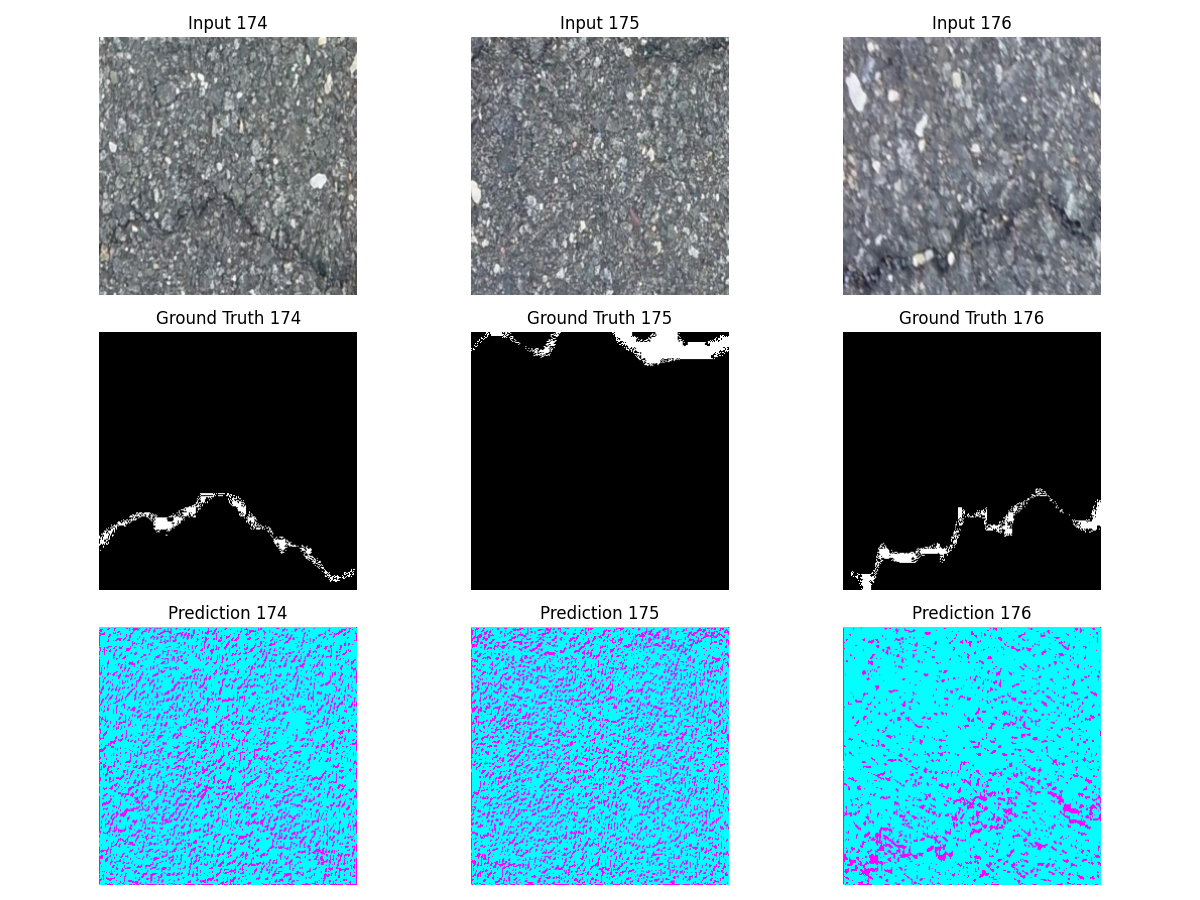 Input 174
Input 175
Input 176
Ground Truth 174
Ground Truth 175
Ground Truth 176
Prediction 174
Prediction 175
Prediction 176